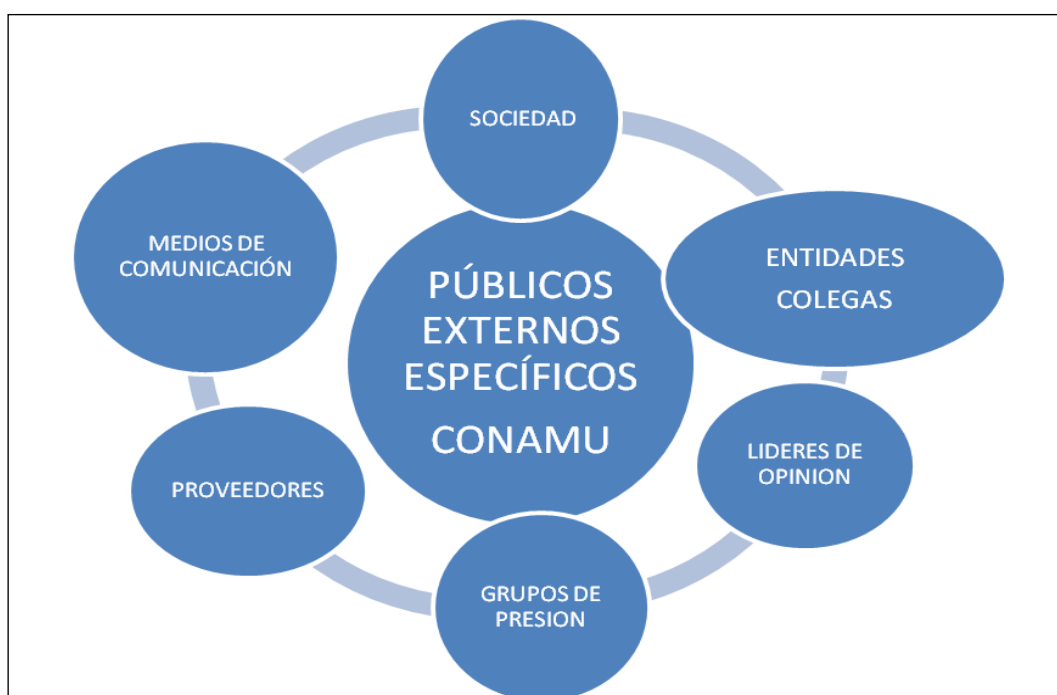 SOCIEDAD
MEDIOS DE
COMUNICACIÓN
PÚBLICOS
EXTERNOS
ESPECÍFICOS
CONAMU
ENTIDADES
COLEGAS
LIDERES DE
OPINION
PROVEEDORES
GRUPOS DE
PRESION